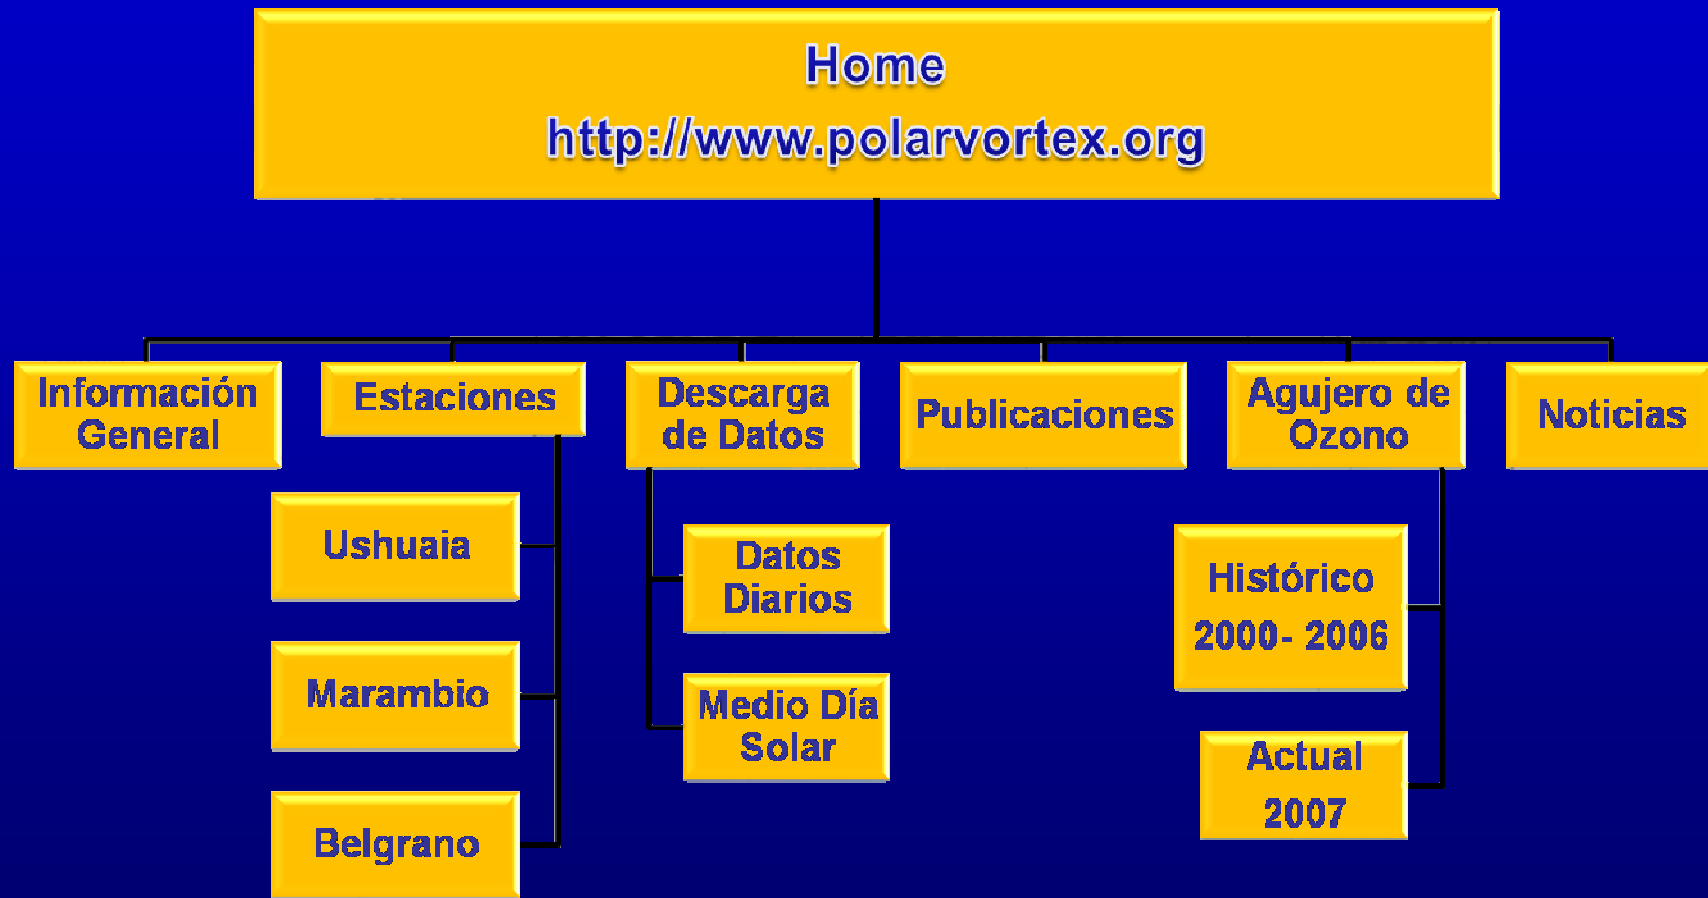 Home
http://www.polarvortex.org
Información
General
Estaciones
Descarga
de Datos
Publicaciones
Agujero de
Ozono
Noticias
Ushuaia
Marambio
Belgrano
Datos
Diarios
Medio Día
Solar
Histórico
2000- 2006
Actual
2007